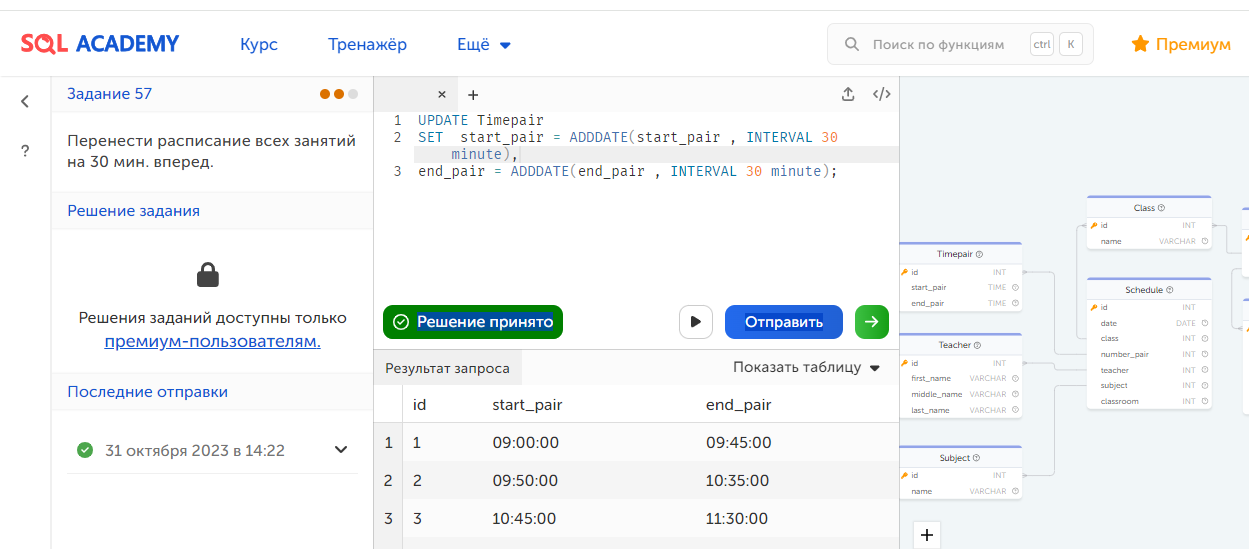 SQL ACADEMY
Курс
Тренажёр
Ещё
Поиск по функциям
ctrl
K
Премиум
Задание 57
?
Перенести расписание всех занятий
на 30 мин. вперед.
Решение задания
Решения заданий доступны только
премиум-пользователям.
Последние отправки
31 октября 2023 в 14:22
×
+
</>
1 UPDATE Timepair
2 SET start_pair = ADDDATE(start_pair , INTERVAL 30
minute),
3 end_pair = ADDDATE(end_pair , INTERVAL 30 minute);
Решение принято
Отправить
Результат запроса
Показать таблицу
id start_pair end_pair
1 1 09:00:00 09:45:00
2 2 09:50:00 10:35:00
3 3 10:45:00 11:30:00
Timepair
id INT
start_pair TIME
end_pair TIME
Teacher
id INT
first_name VARCHAR
middle_name VARCHAR
last_name VARCHAR
Subject
id INT
name VARCHAR
Class
id INT
name VARCHAR
Schedule
id INT
date DATE
class INT
number_pair INT
teacher INT
subject INT
classroom INT
+